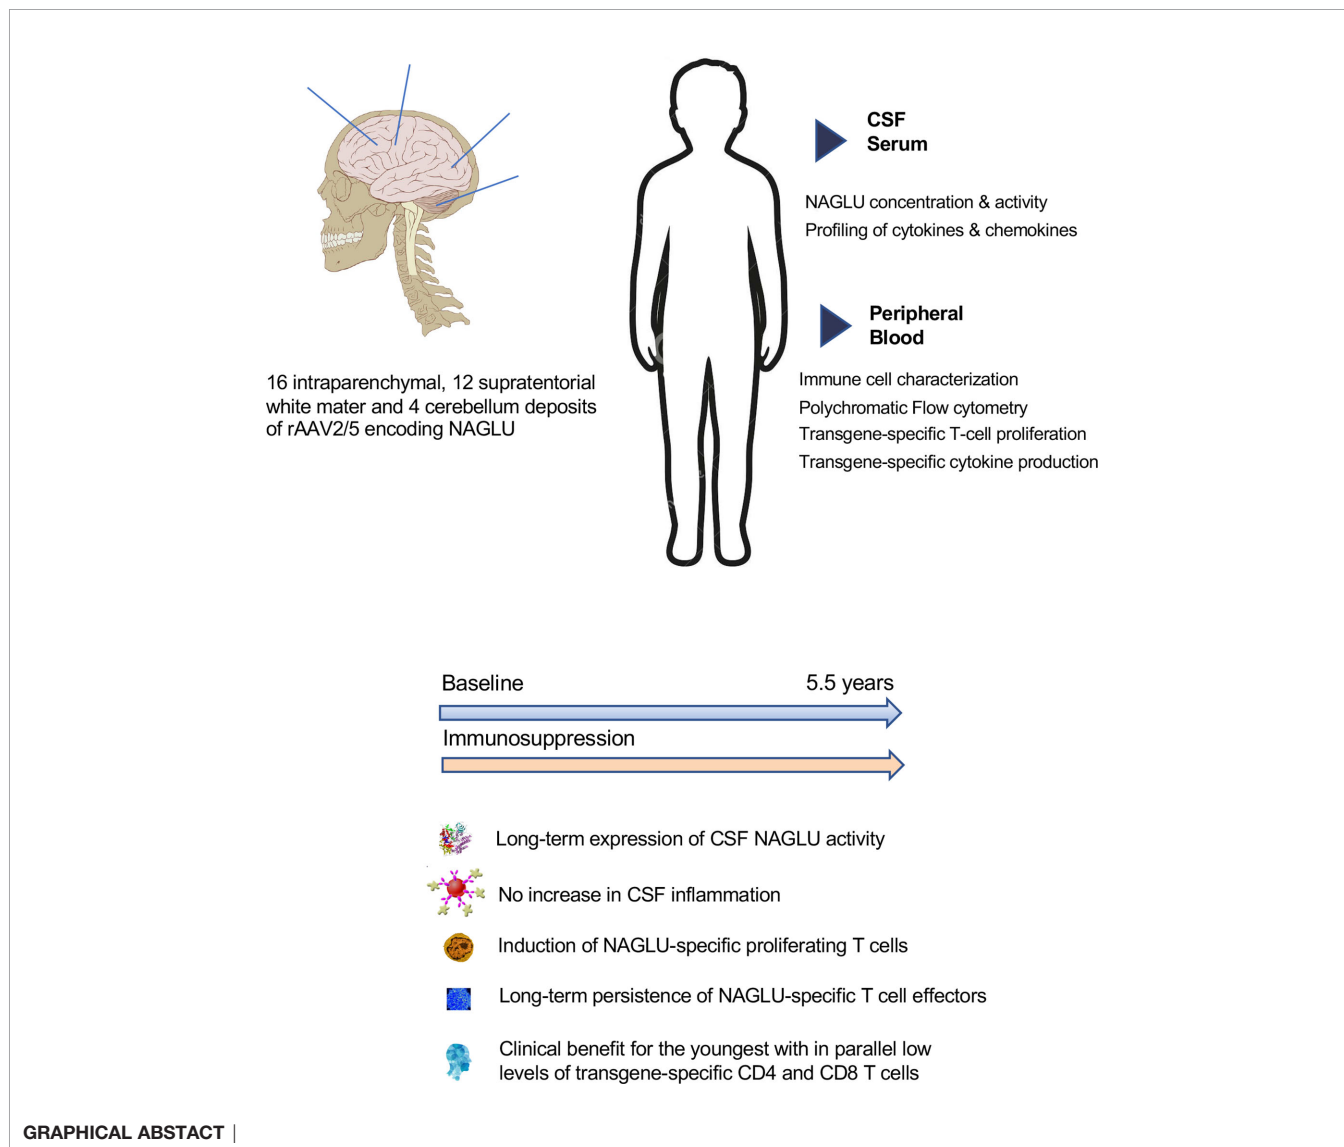 CSF
Serum
NAGLU concentration & activity
Profiling of cytokines & chemokines
Peripheral
Blood
Immune cell characterization
Polychromatic Flow cytometry
Transgene-specific T-cell proliferation
Transgene-specific cytokine production
16 intraparenchymal, 12 supratentorial
white mater and 4 cerebellum deposits
of rAAV2/5 encoding NAGLU
Baseline 5.5 years
Immunosuppression
Long-term expression of CSF NAGLU activity
No increase in CSF inflammation
Induction of NAGLU-specific proliferating T cells
Long-term persistence of NAGLU-specific T cell effectors
Clinical benefit for the youngest with in parallel low
levels of transgene-specific CD4 and CD8 T cells
GRAPHICAL ABSTACT |